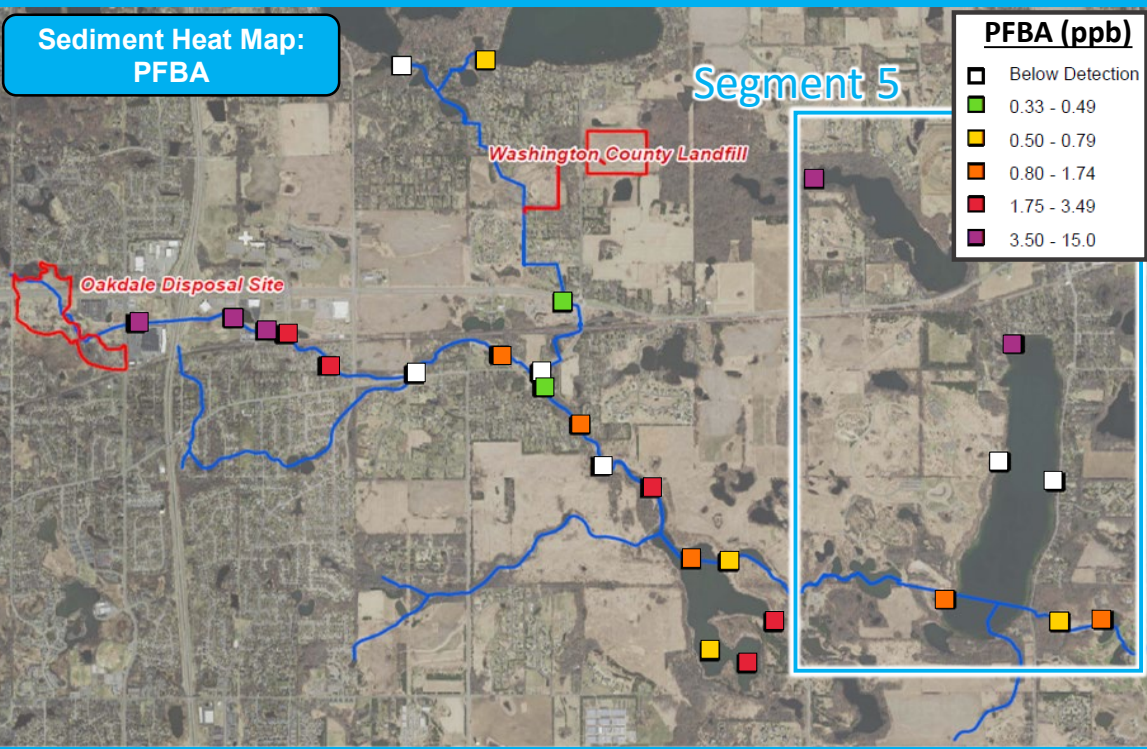 Sediment Heat Map:
PFBA
PFBA (ppb)
Below Detection
0.33 - 0.49
0.50 - 0.79
0.80 - 1.74
1.75 - 3.49
3.50 - 15.0
Segment 5
Washington County Landfill
Oakdale Disposal Site